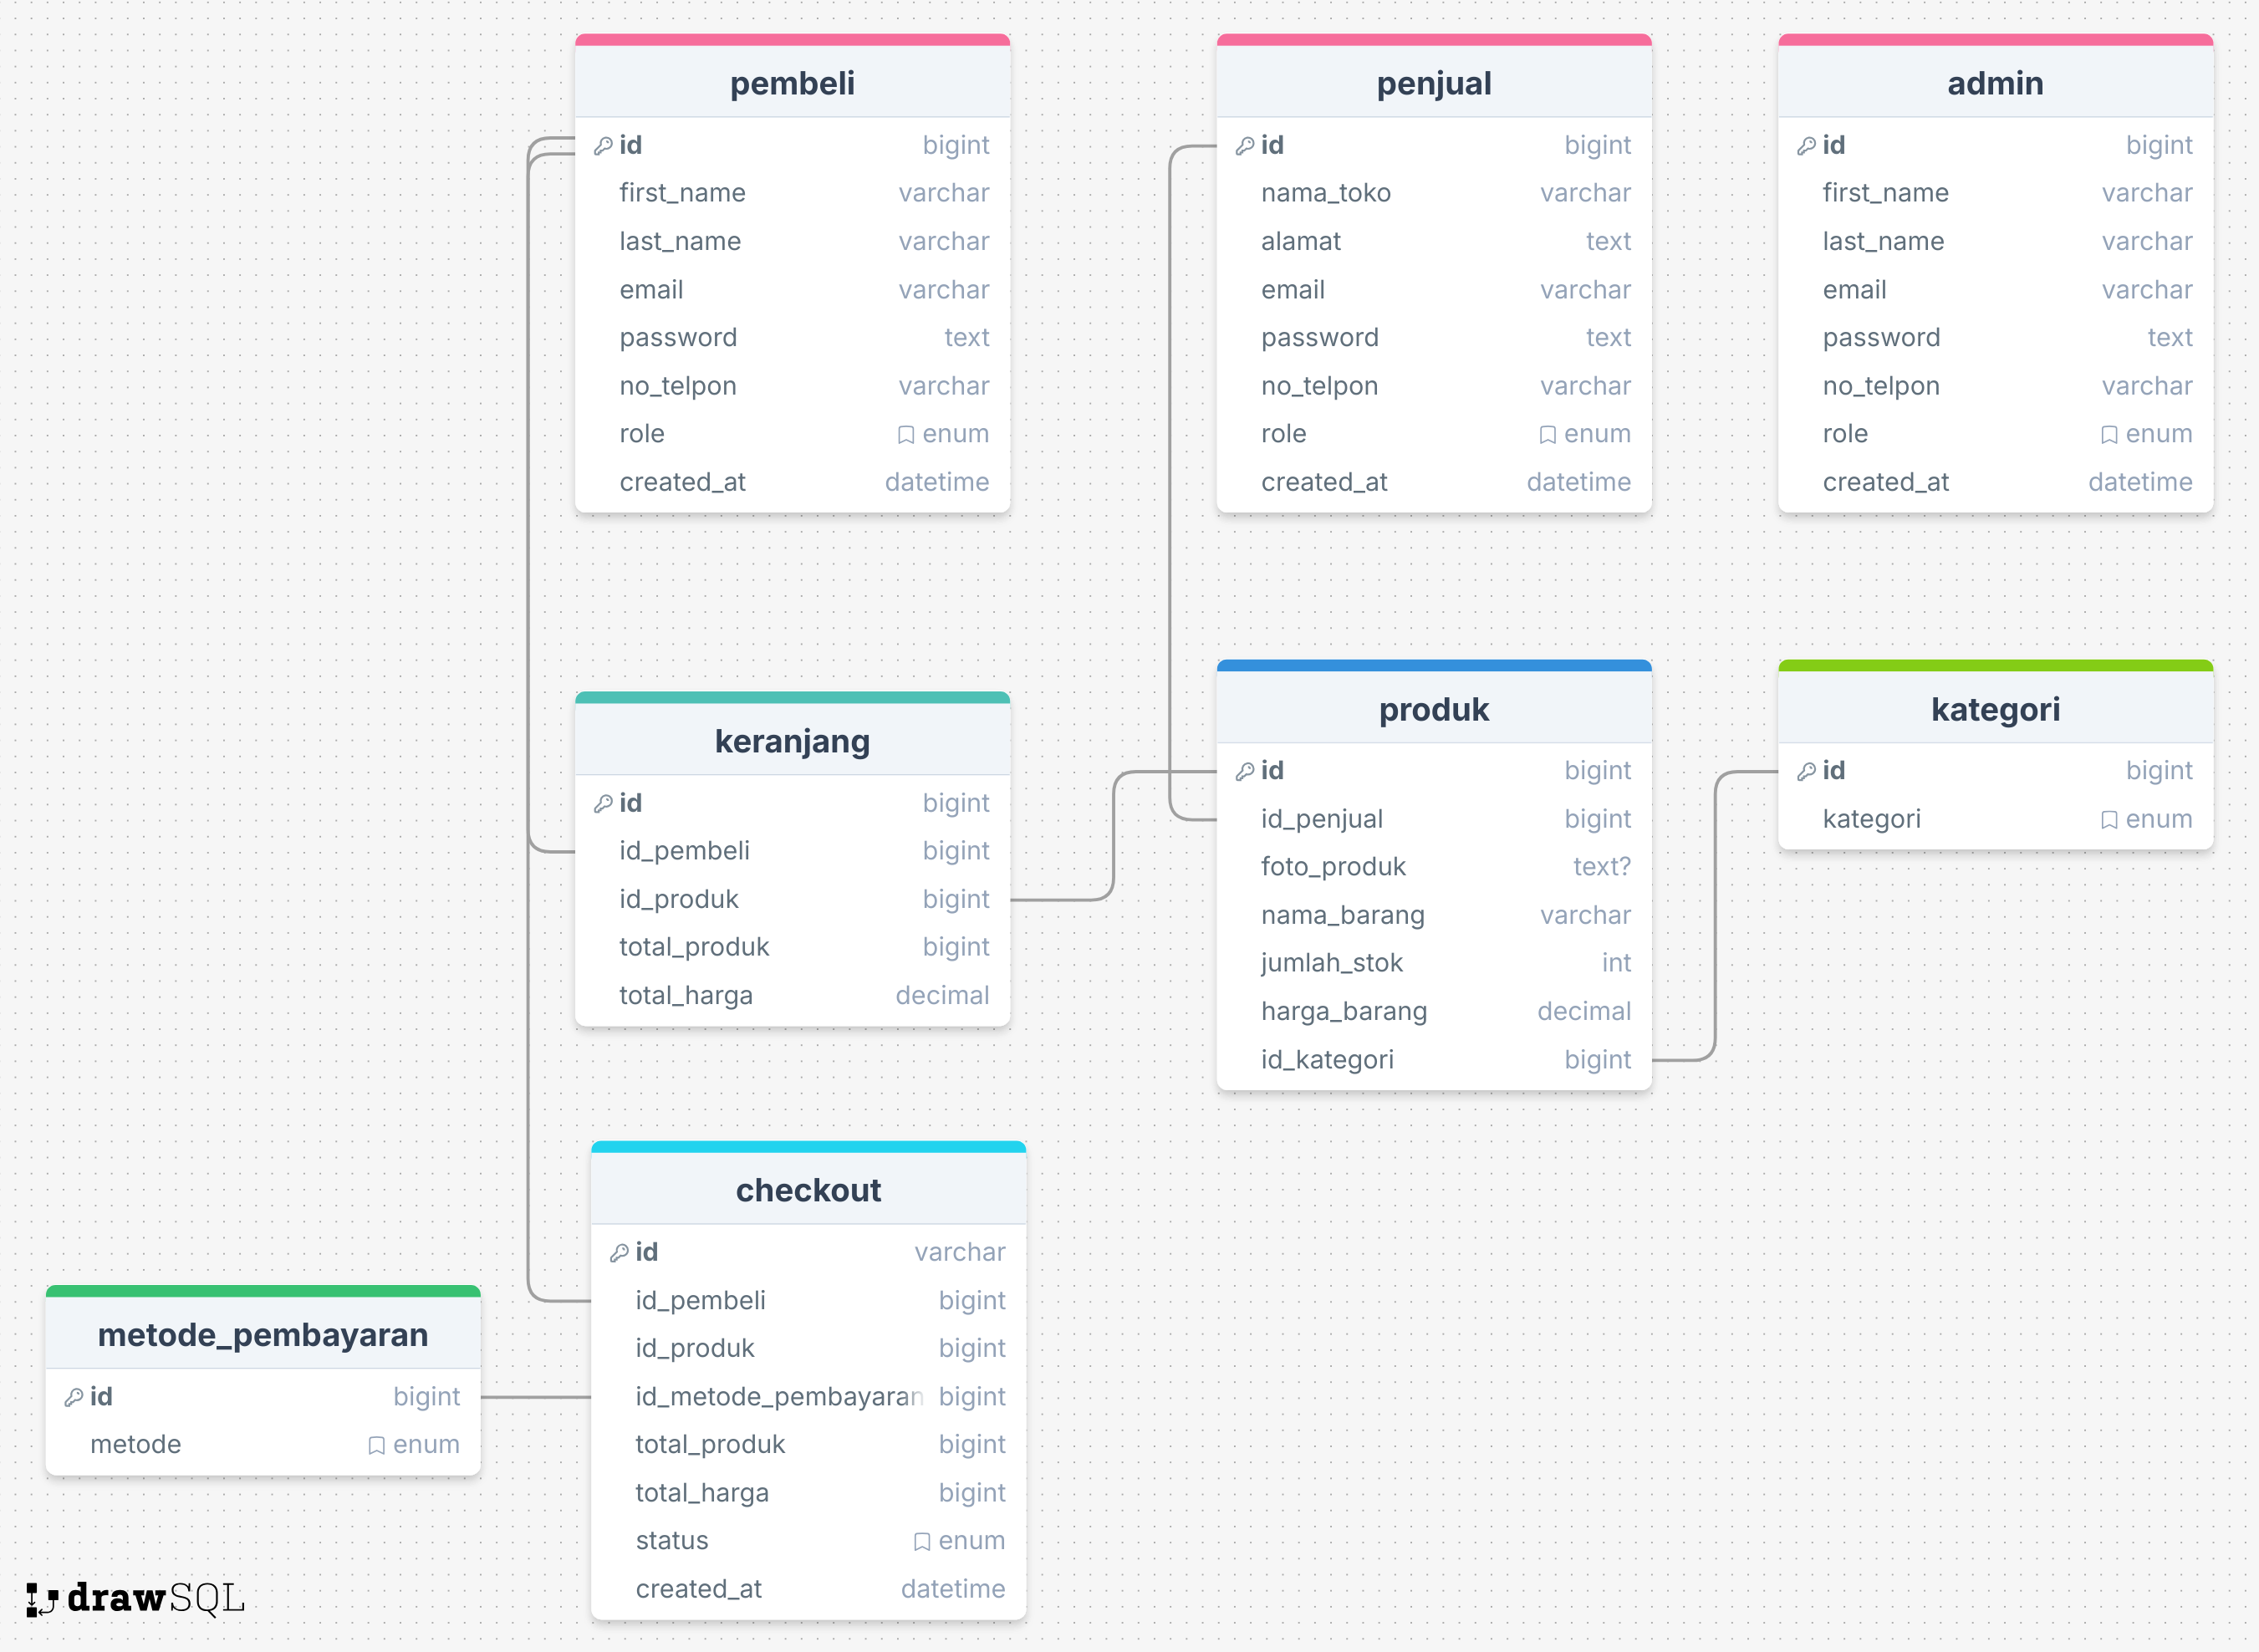 pembeli
id bigint
first_name varchar
last_name varchar
email varchar
password text
no_telpon varchar
role enum
created_at datetime
penjual
id bigint
nama_toko varchar
alamat text
email varchar
password text
no_telpon varchar
role enum
created_at datetime
admin
id bigint
first_name varchar
last_name varchar
email varchar
password text
no_telpon varchar
role enum
created_at datetime
keranjang
id bigint
id_pembeli bigint
id_produk bigint
total_produk bigint
total_harga decimal
produk
id bigint
id_penjual bigint
foto_produk text?
nama_barang varchar
jumlah_stok int
harga_barang decimal
id_kategori bigint
kategori
id bigint
kategori enum
checkout
id varchar
id_pembeli bigint
id_produk bigint
id_metode_pembayaran bigint
total_produk bigint
total_harga bigint
status enum
created_at datetime
metode_pembayaran
id bigint
metode enum
drawSQL